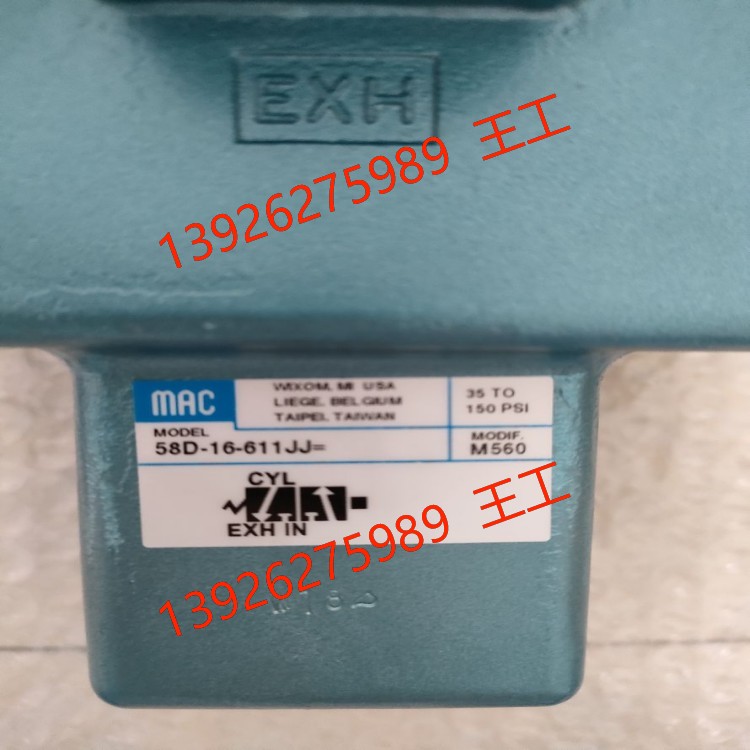 EXH
13926275989 王工
MAC
WIXOM, MI USA
LIEGE, BELGIUM
TAIPEI, TAIWAN
35 TO
150 PSI
MODEL
58D-16-611JJ=
MODIF.
M560
CYL
EXH IN
13926275989 王工